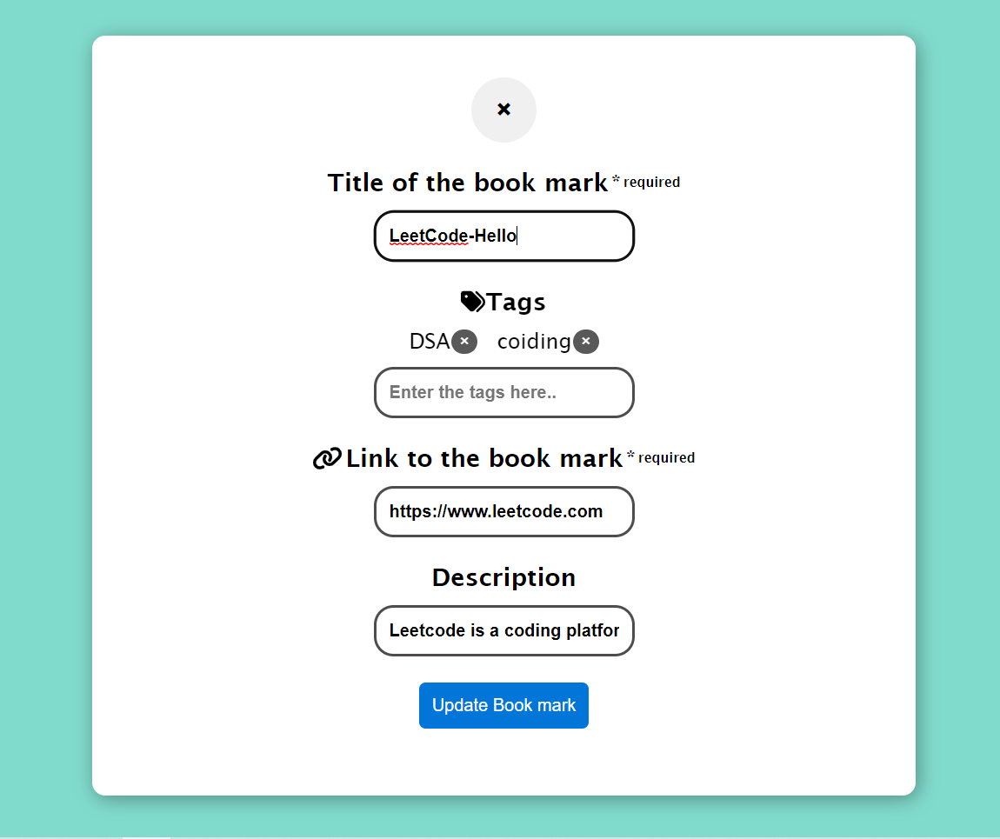 Title of the book mark * required
LeetCode-Hello
Tags
DSA × coiding ×
Enter the tags here..
Link to the book mark * required
https://www.leetcode.com
Description
Leetcode is a coding platfor
Update Book mark